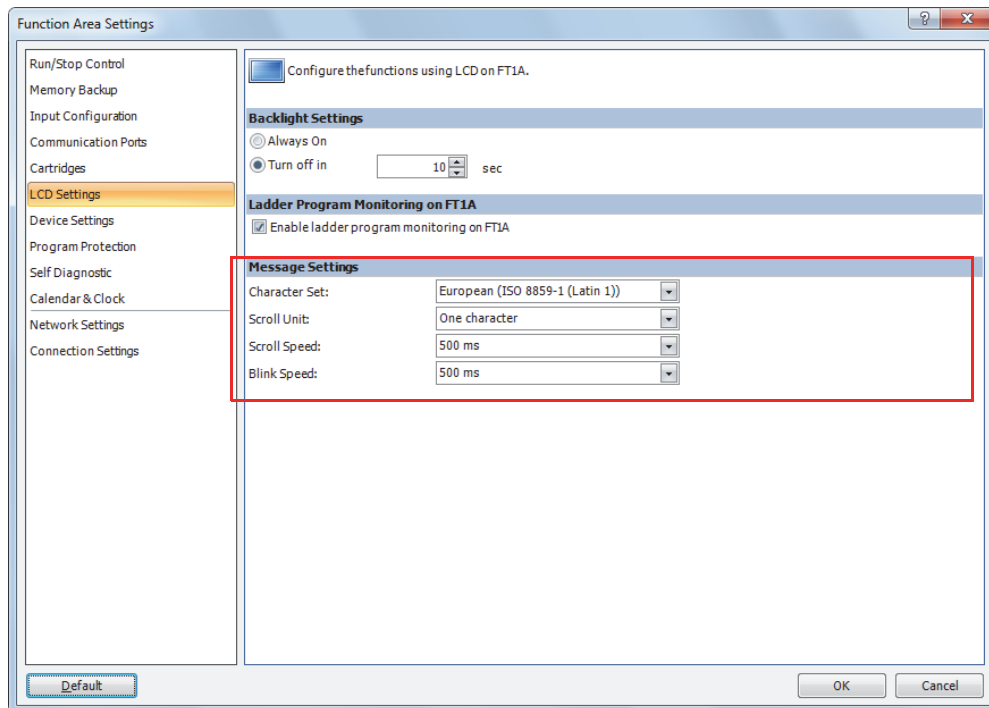 Function Area Settings
?
x
Run/Stop Control
Memory Backup
Input Configuration
Communication Ports
Cartridges
LCD Settings
Device Settings
Program Protection
Self Diagnostic
Calendar & Clock
Network Settings
Connection Settings
Configure the functions using LCD on FT1A.
Backlight Settings
Always On
Turn off in 10 sec
Ladder Program Monitoring on FT1A
Enable ladder program monitoring on FT1A
Message Settings
Character Set: European (ISO 8859-1 (Latin 1))
Scroll Unit: One character
Scroll Speed: 500 ms
Blink Speed: 500 ms
Default
OK
Cancel